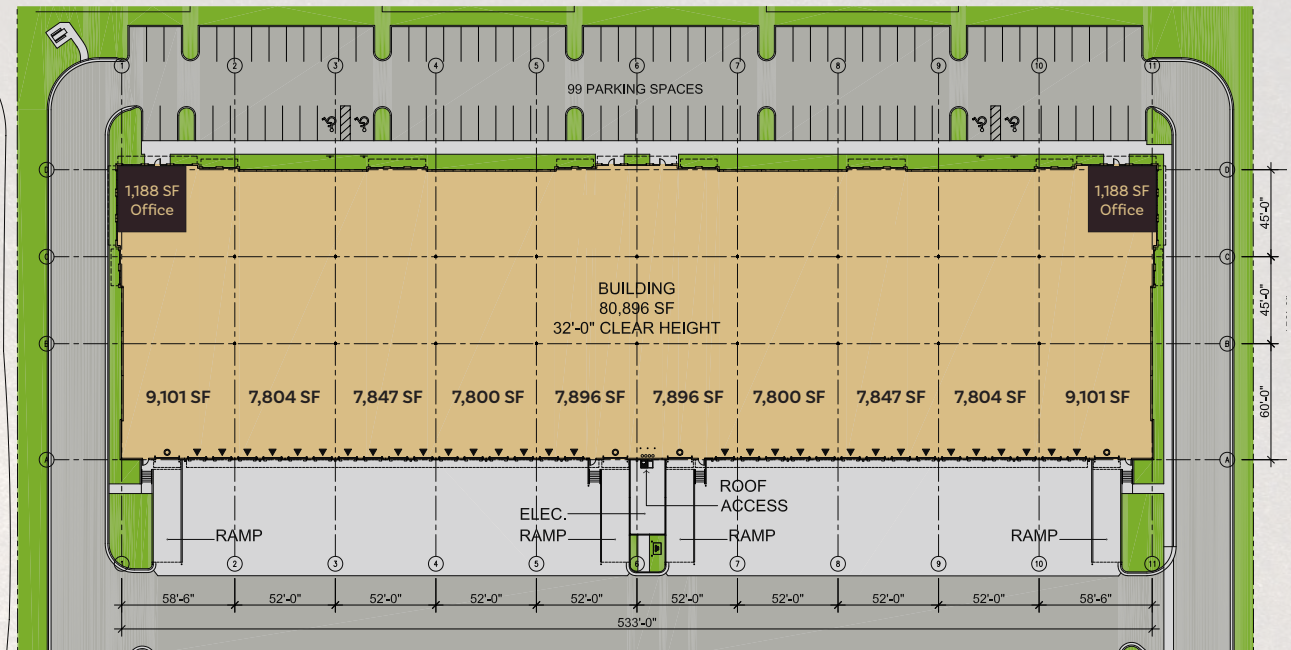 1 2 3 4 5 6 7 8 9 10 11
99 PARKING SPACES
D D
1,188 SF
Office
1,188 SF
Office
45'-0"
C C
BUILDING
80,896 SF
32'-0" CLEAR HEIGHT
45'-0"
B B
9,101 SF 7,804 SF 7,847 SF 7,800 SF 7,896 SF 7,896 SF 7,800 SF 7,847 SF 7,804 SF 9,101 SF
60'-0"
A A
ROOF
ACCESS
ELEC.
RAMP RAMP RAMP RAMP
1 2 3 4 5 6 7 8 9 10 11
58'-6" 52'-0" 52'-0" 52'-0" 52'-0" 52'-0" 52'-0" 52'-0" 52'-0" 58'-6"
533'-0"